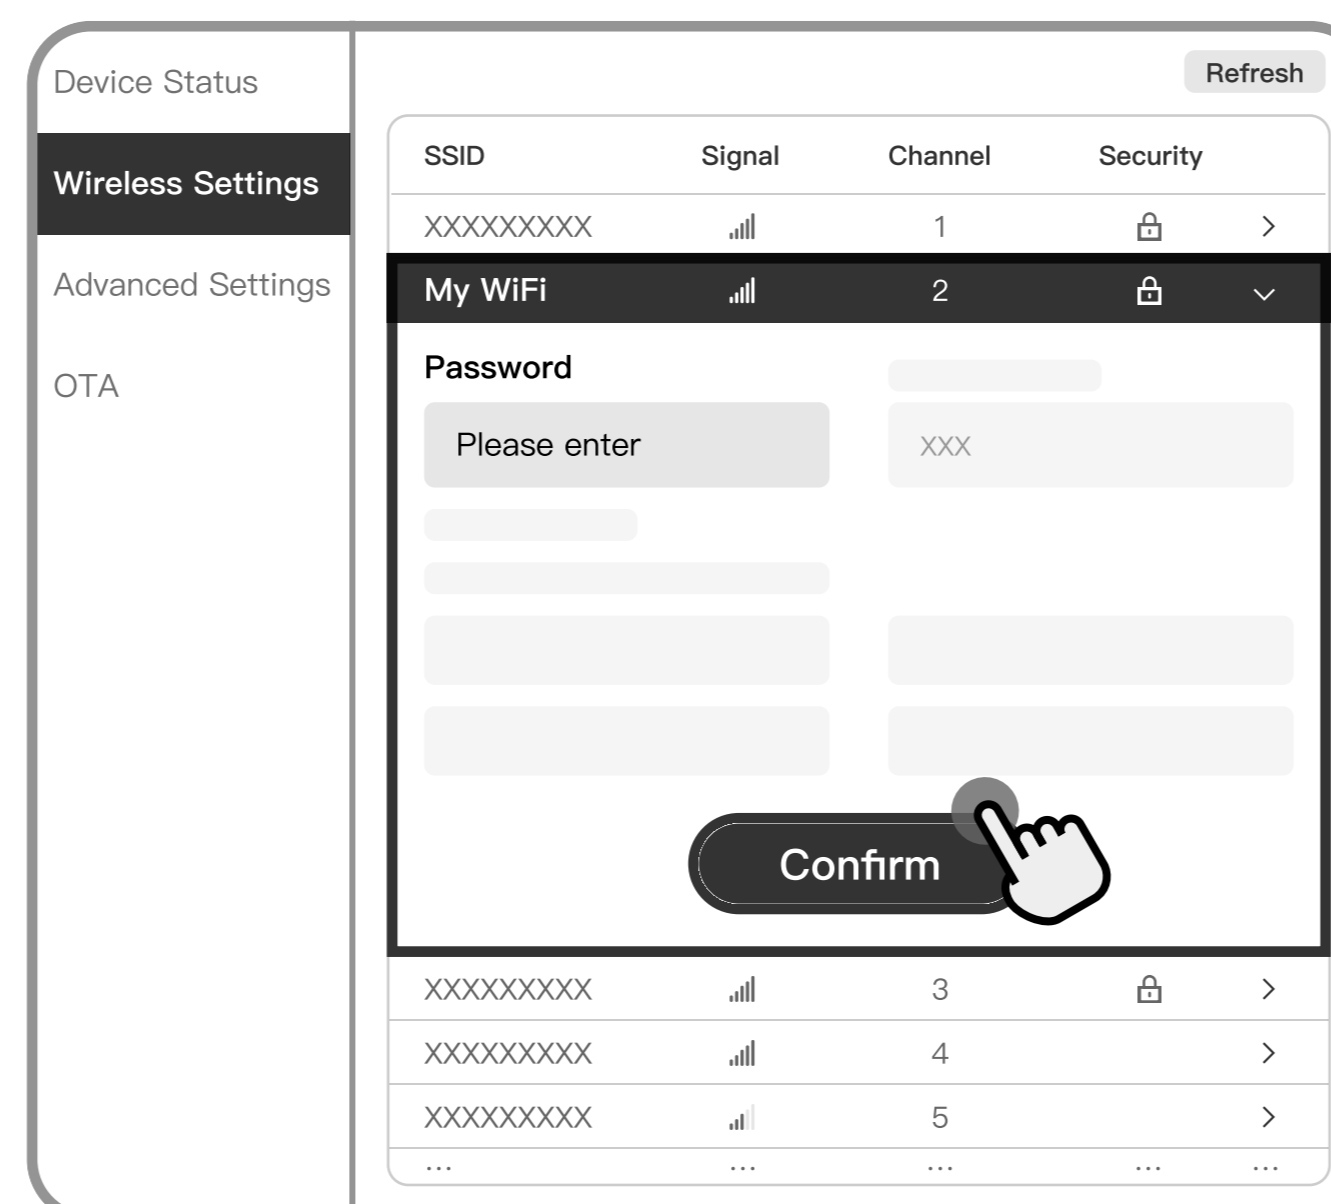 Device Status
Wireless Settings
Advanced Settings
OTA
Refresh
SSID Signal Channel Security
XXXXXXXXX 1 >
My WiFi 2
Password
Please enter
XXX
Confirm
XXXXXXXXX 3 >
XXXXXXXXX 4 >
XXXXXXXXX 5 >
... ... ... ... ...